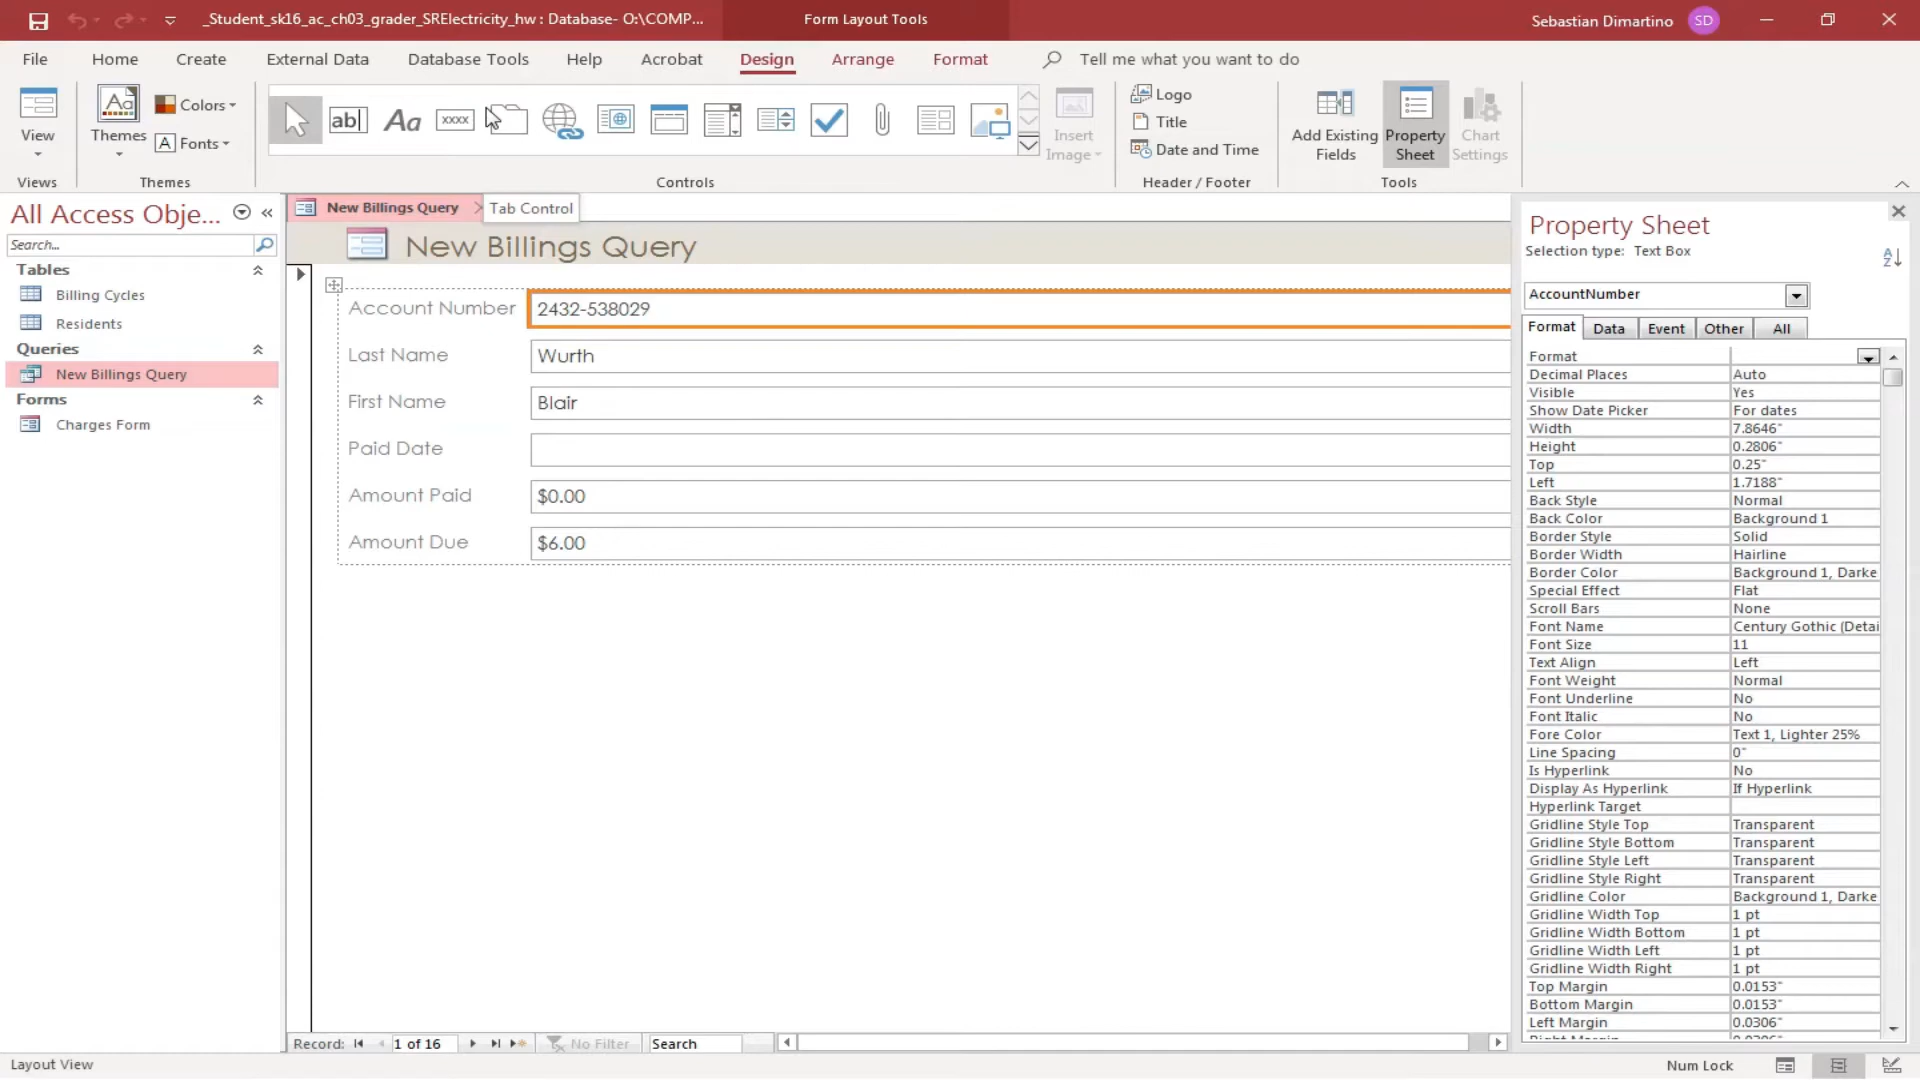 _Student_sk16_ac_ch03_grader_SRElectricity_hw : Database- O:\COMP...
Form Layout Tools
Sebastian Dimartino
SD
File
Home
Create
External Data
Database Tools
Help
Acrobat
Design
Arrange
Format
Tell me what you want to do
View
Views
Themes
Colors
Fonts
Themes
ab|
Aa
xxxx
Controls
Insert
Image
Logo
Title
Date and Time
Header / Footer
Add Existing
Fields
Property
Sheet
Chart
Settings
Tools
All Access Obje...
Search...
Tables
Billing Cycles
Residents
Queries
New Billings Query
Forms
Charges Form
New Billings Query
Tab Control
New Billings Query
Account Number 2432-538029
Last Name Wurth
First Name Blair
Paid Date
Amount Paid $0.00
Amount Due $6.00
Record: 1 of 16 No Filter Search
Property Sheet
Selection type: Text Box
AccountNumber
Format Data Event Other All
Format
Decimal Places Auto
Visible Yes
Show Date Picker For dates
Width 7.8646"
Height 0.2806"
Top 0.25"
Left 1.7188"
Back Style Normal
Back Color Background 1
Border Style Solid
Border Width Hairline
Border Color Background 1, Darke
Special Effect Flat
Scroll Bars None
Font Name Century Gothic (Detai
Font Size 11
Text Align Left
Font Weight Normal
Font Underline No
Font Italic No
Fore Color Text 1, Lighter 25%
Line Spacing 0"
Is Hyperlink No
Display As Hyperlink If Hyperlink
Hyperlink Target
Gridline Style Top Transparent
Gridline Style Bottom Transparent
Gridline Style Left Transparent
Gridline Style Right Transparent
Gridline Color Background 1, Darke
Gridline Width Top 1 pt
Gridline Width Bottom 1 pt
Gridline Width Left 1 pt
Gridline Width Right 1 pt
Top Margin 0.0153"
Bottom Margin 0.0153"
Left Margin 0.0306"
Layout View
Num Lock